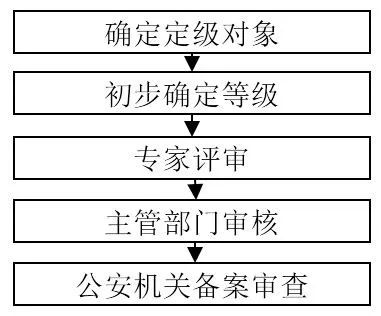 确定定级对象
初步确定等级
专家评审
主管部门审核
公安机关备案审查